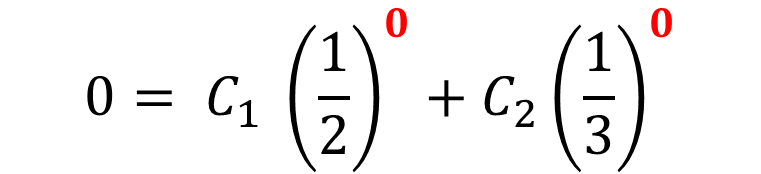 0 = C₁ (1/2)⁰ + C₂ (1/3)⁰